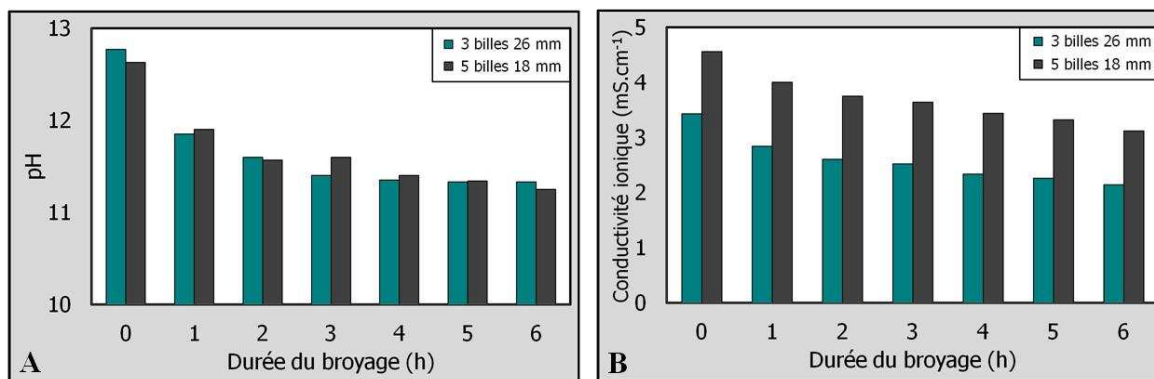 13
12
11
10
pH
3 billes 26 mm
5 billes 18 mm
0 1 2 3 4 5 6
Durée du broyage (h)
A
5
4
3
2
1
0
Conductivité ionique (mS.cm⁻¹)
3 billes 26 mm
5 billes 18 mm
0 1 2 3 4 5 6
Durée du broyage (h)
B